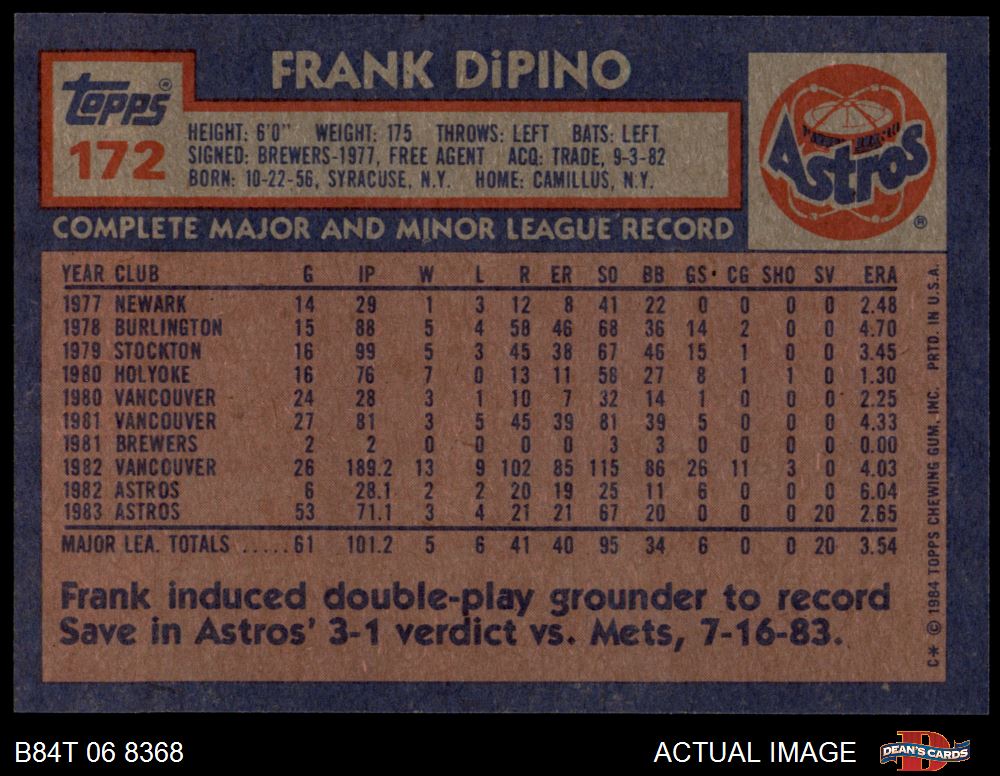 FRANK DiPINO
Topps®
172
HEIGHT: 6'0" WEIGHT: 175 THROWS: LEFT BATS: LEFT
SIGNED: BREWERS-1977, FREE AGENT ACQ: TRADE, 9-3-82
BORN: 10-22-56, SYRACUSE, N.Y. HOME: CAMILLUS, N.Y.
Astros
®
COMPLETE MAJOR AND MINOR LEAGUE RECORD
YEAR CLUB G IP W L R ER SO BB GS CG SHO SV ERA
1977 NEWARK 14 29 1 3 12 8 41 22 0 0 0 0 2.48
1978 BURLINGTON 15 88 5 4 58 46 68 36 14 2 0 0 4.70
1979 STOCKTON 16 99 5 3 45 38 67 46 15 1 0 0 3.45
1980 HOLYOKE 16 76 7 0 13 11 58 27 8 1 1 0 1.30
1980 VANCOUVER 24 28 3 1 10 7 32 14 1 0 0 0 2.25
1981 VANCOUVER 27 81 3 5 45 39 81 39 5 0 0 0 4.33
1981 BREWERS 2 2 0 0 0 0 3 3 0 0 0 0 0.00
1982 VANCOUVER 26 189.2 13 9 102 85 115 86 26 11 3 0 4.03
1982 ASTROS 6 28.1 2 2 20 19 25 11 6 0 0 0 6.04
1983 ASTROS 53 71.1 3 4 21 21 67 20 0 0 0 20 2.65
MAJOR LEA. TOTALS .....61 101.2 5 6 41 40 95 34 6 0 0 20 3.54
Frank induced double-play grounder to record
Save in Astros' 3-1 verdict vs. Mets, 7-16-83.
C* © 1984 TOPPS CHEWING GUM, INC. PRTD. IN U.S.A.
B84T 06 8368
ACTUAL IMAGE
DEAN'S CARDS